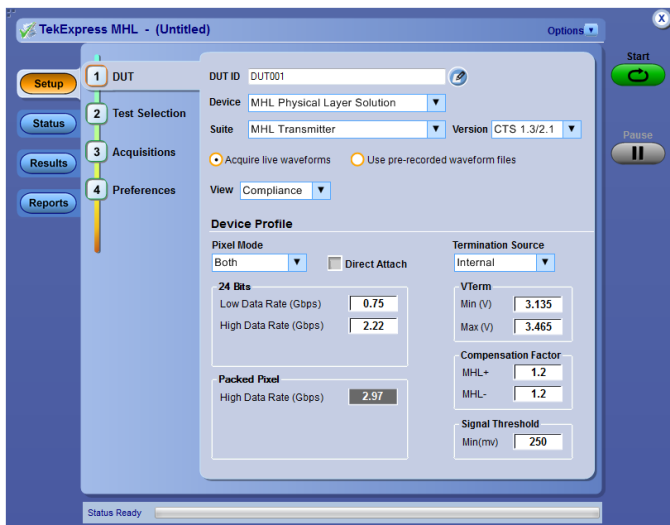 TekExpress MHL - (Untitled)
Options
X
Start
Pause
Setup
Status
Results
Reports
1 DUT
2 Test Selection
3 Acquisitions
4 Preferences
DUT ID DUT001
Device MHL Physical Layer Solution
Suite MHL Transmitter Version CTS 1.3/2.1
Acquire live waveforms Use pre-recorded waveform files
View Compliance
Device Profile
Pixel Mode
Both Direct Attach
24 Bits
Low Data Rate (Gbps) 0.75
High Data Rate (Gbps) 2.22
Packed Pixel
High Data Rate (Gbps) 2.97
Termination Source
Internal
VTerm
Min (V) 3.135
Max (V) 3.465
Compensation Factor
MHL+ 1.2
MHL- 1.2
Signal Threshold
Min(mv) 250
Status Ready